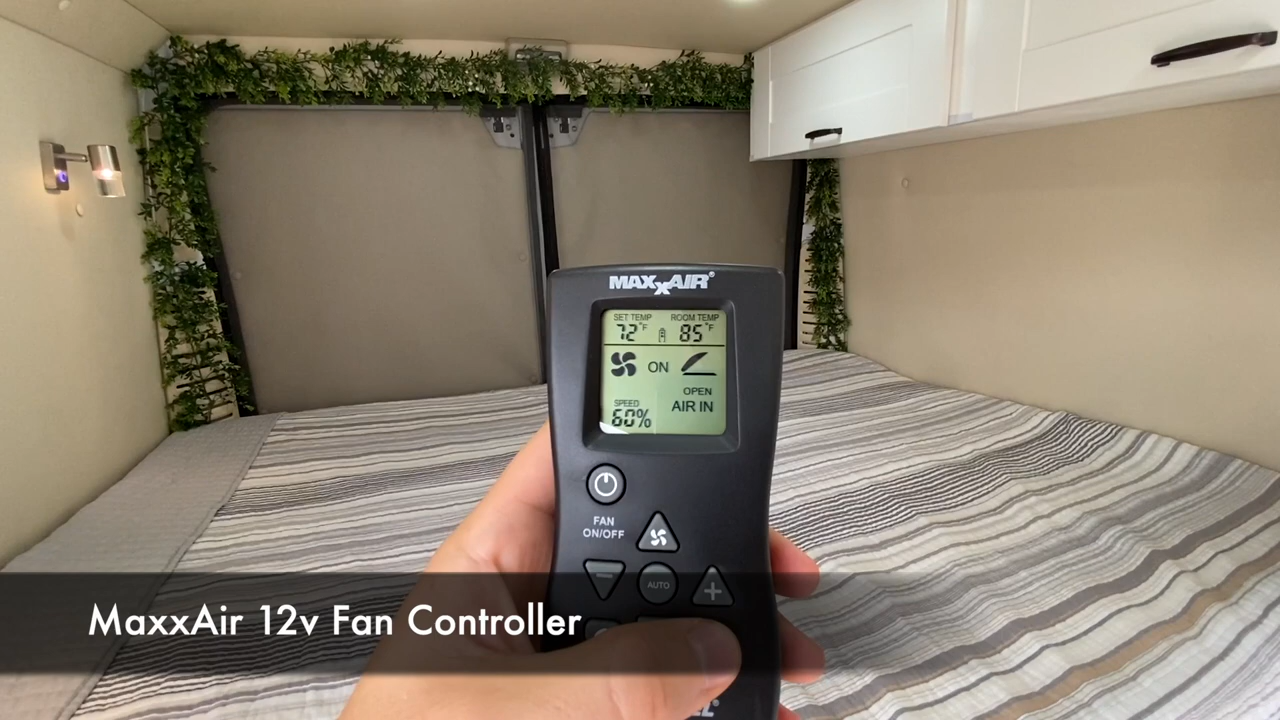 MAXXAIR®
SET TEMP ROOM TEMP
72°F 85°F
ON
OPEN
SPEED AIR IN
60%
FAN
ON/OFF
AUTO
MaxxAir 12v Fan Controller